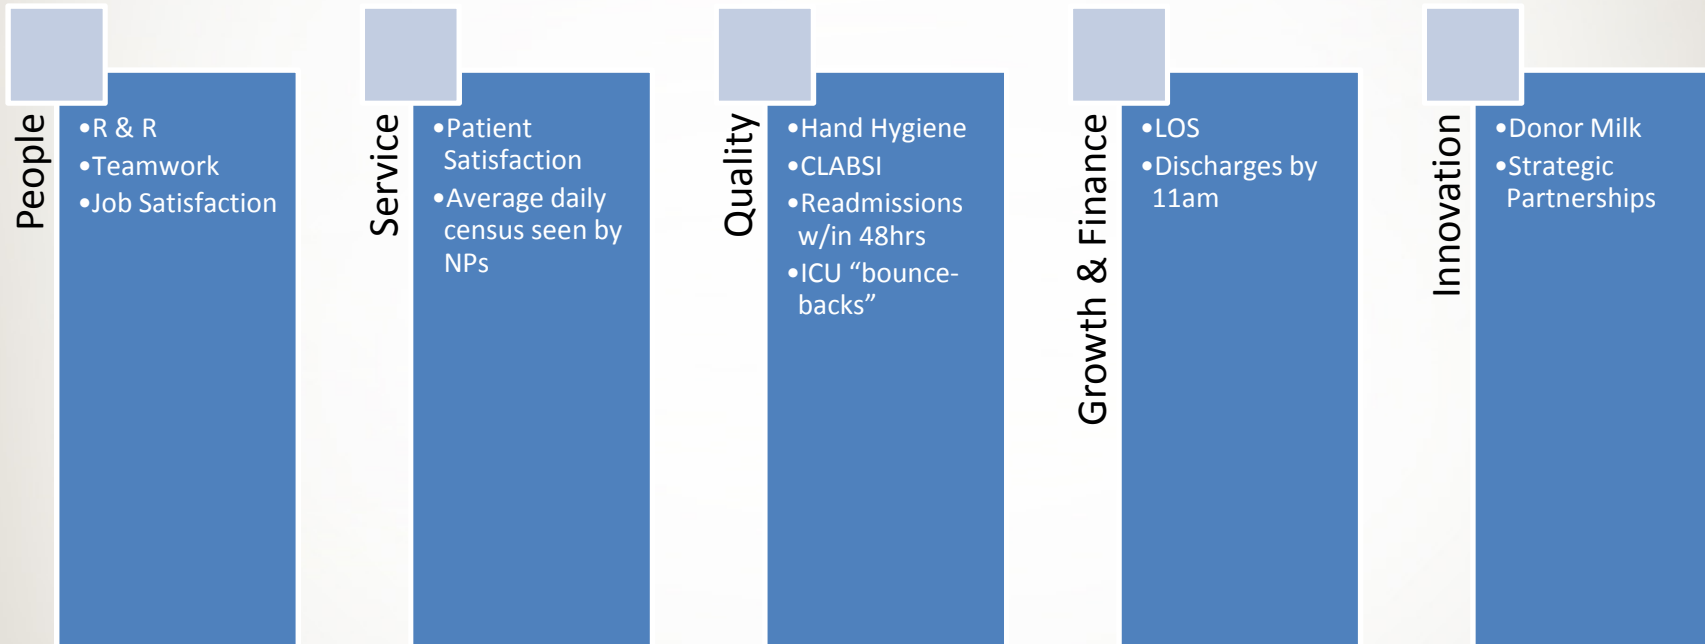 People
•R & R
•Teamwork
•Job Satisfaction
Service
•Patient
Satisfaction
•Average daily
census seen by
NPs
Quality
•Hand Hygiene
•CLABSI
•Readmissions
w/in 48hrs
•ICU “bounce-
backs”
Growth & Finance
•LOS
•Discharges by
11am
Innovation
•Donor Milk
•Strategic
Partnerships